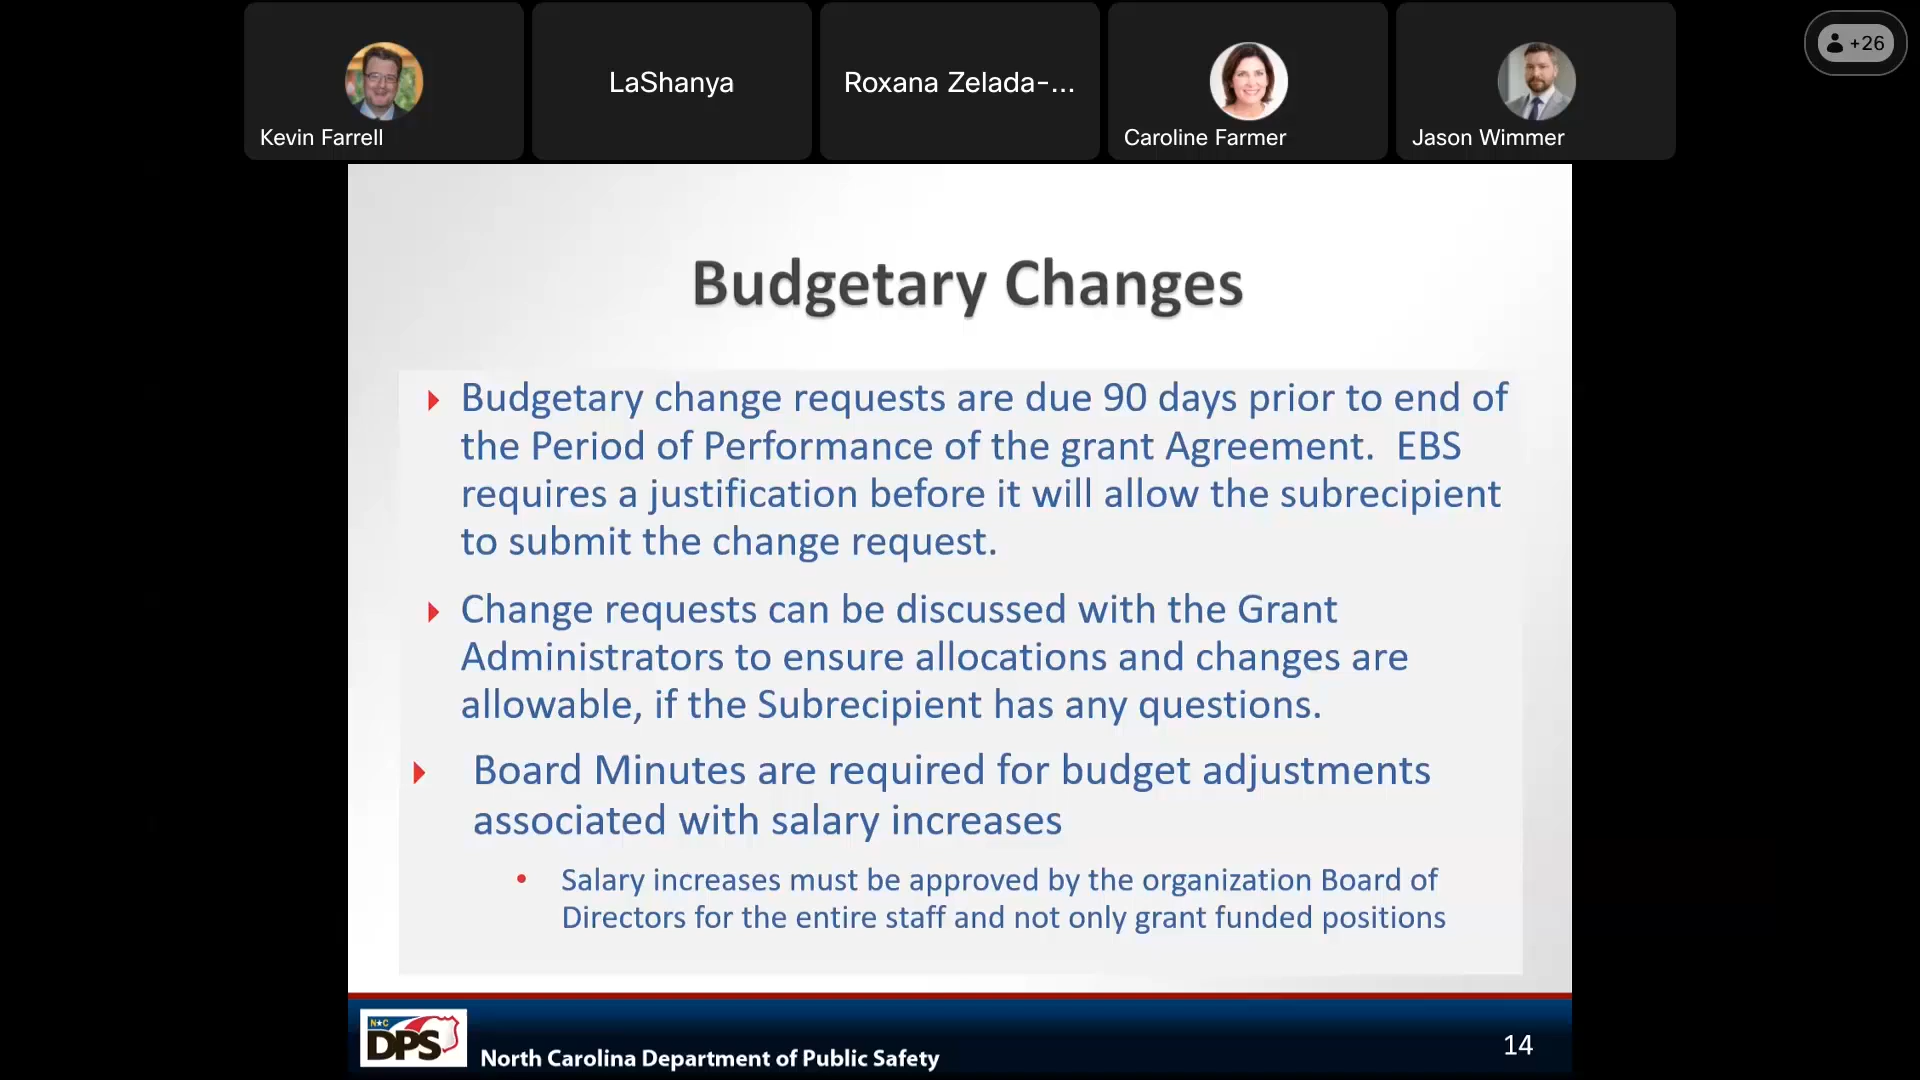 Kevin Farrell
LaShanya
Roxana Zelada-...
Caroline Farmer
Jason Wimmer
+26
Budgetary Changes
Budgetary change requests are due 90 days prior to end of
the Period of Performance of the grant Agreement.  EBS
requires a justification before it will allow the subrecipient
to submit the change request.
Change requests can be discussed with the Grant
Administrators to ensure allocations and changes are
allowable, if the Subrecipient has any questions.
Board Minutes are required for budget adjustments
associated with salary increases
• Salary increases must be approved by the organization Board of
Directors for the entire staff and not only grant funded positions
N★C
DPS
North Carolina Department of Public Safety
14